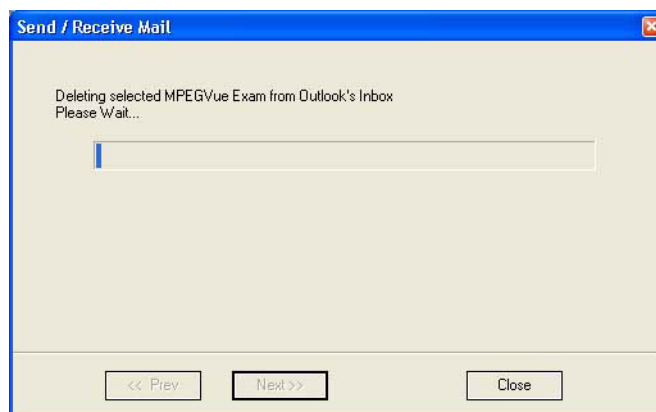 Send / Receive Mail
Deleting selected MPEGVue Exam from Outlook's Inbox
Please Wait...
<< Prev
Next >>
Close